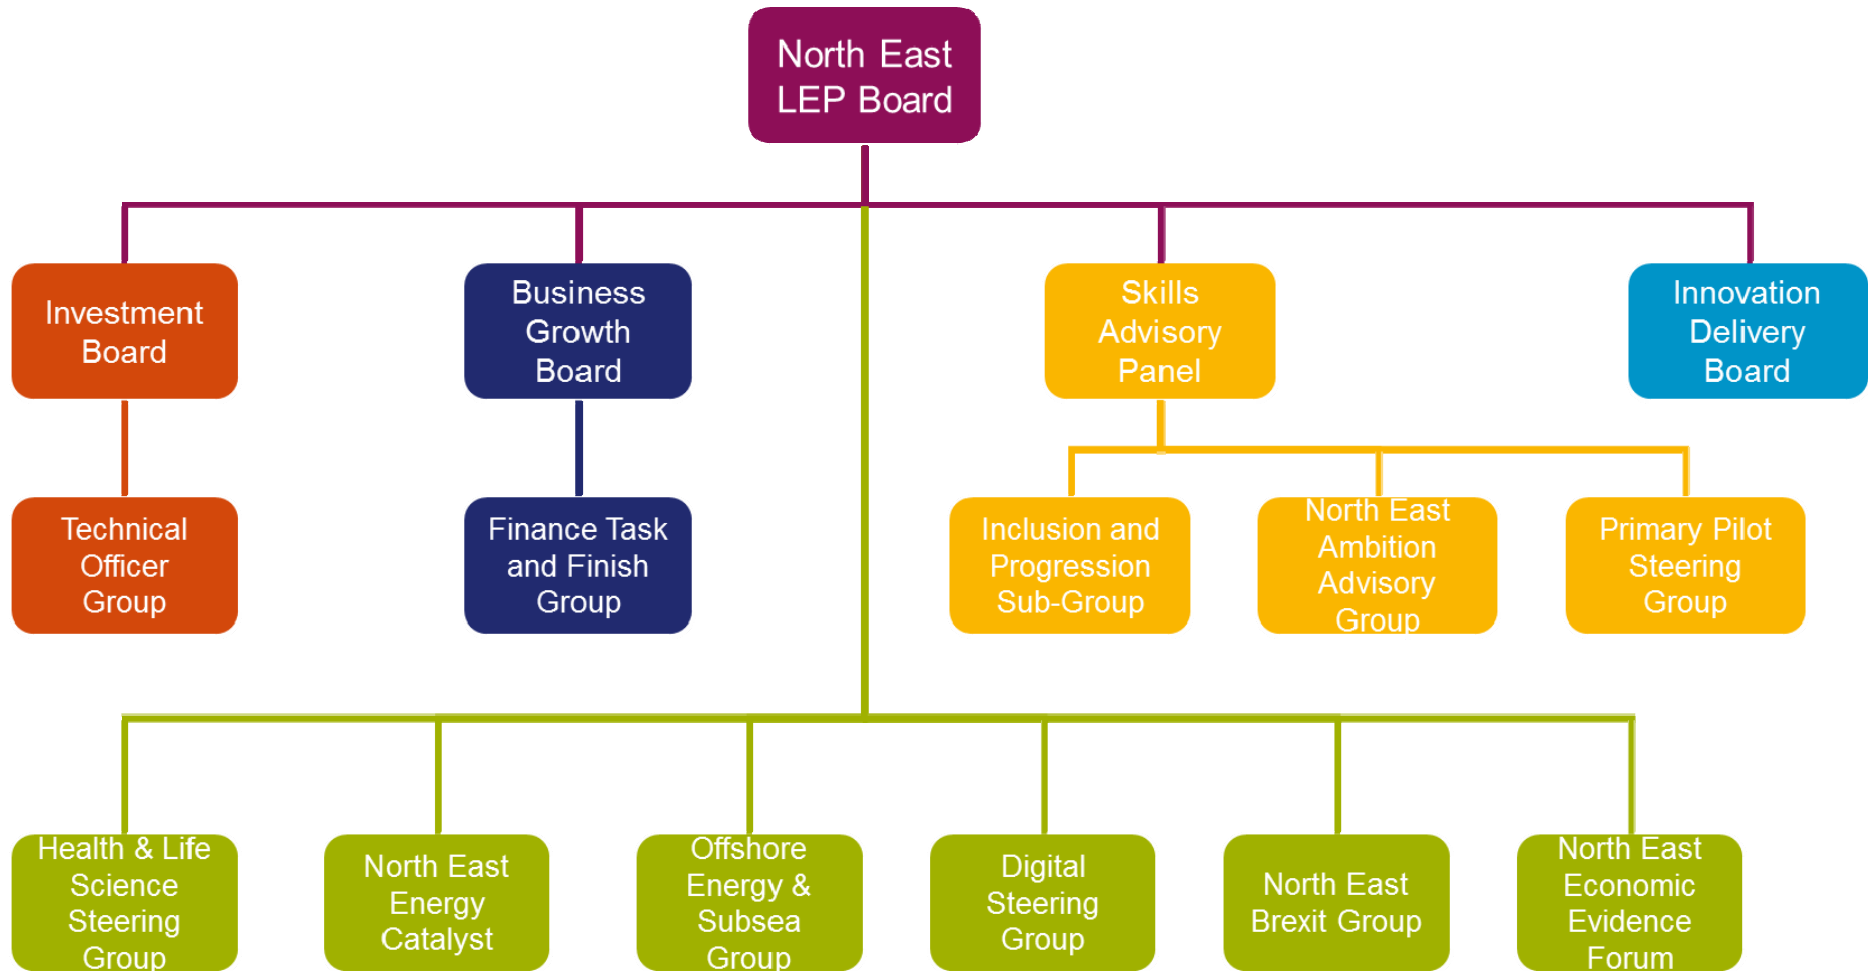 North East
LEP Board
Investment
Board
Business
Growth
Board
Skills
Advisory
Panel
Innovation
Delivery
Board
Technical
Officer
Group
Finance Task
and Finish
Group
Inclusion and
Progression
Sub-Group
North East
Ambition
Advisory
Group
Primary Pilot
Steering
Group
Health & Life
Science
Steering
Group
North East
Energy
Catalyst
Offshore
Energy &
Subsea
Group
Digital
Steering
Group
North East
Brexit Group
North East
Economic
Evidence
Forum